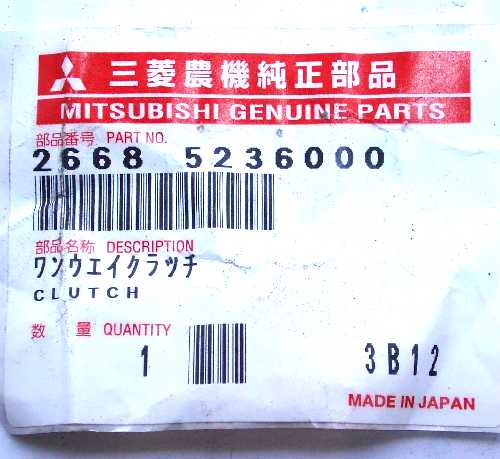 三菱農機純正部品
MITSUBISHI GENUINE PARTS
部品番号 PART NO.
2668 5236000
部品名称 DESCRIPTION
ワンウエイクラッチ
CLUTCH
数 量 QUANTITY
1 3B12
MADE IN JAPAN